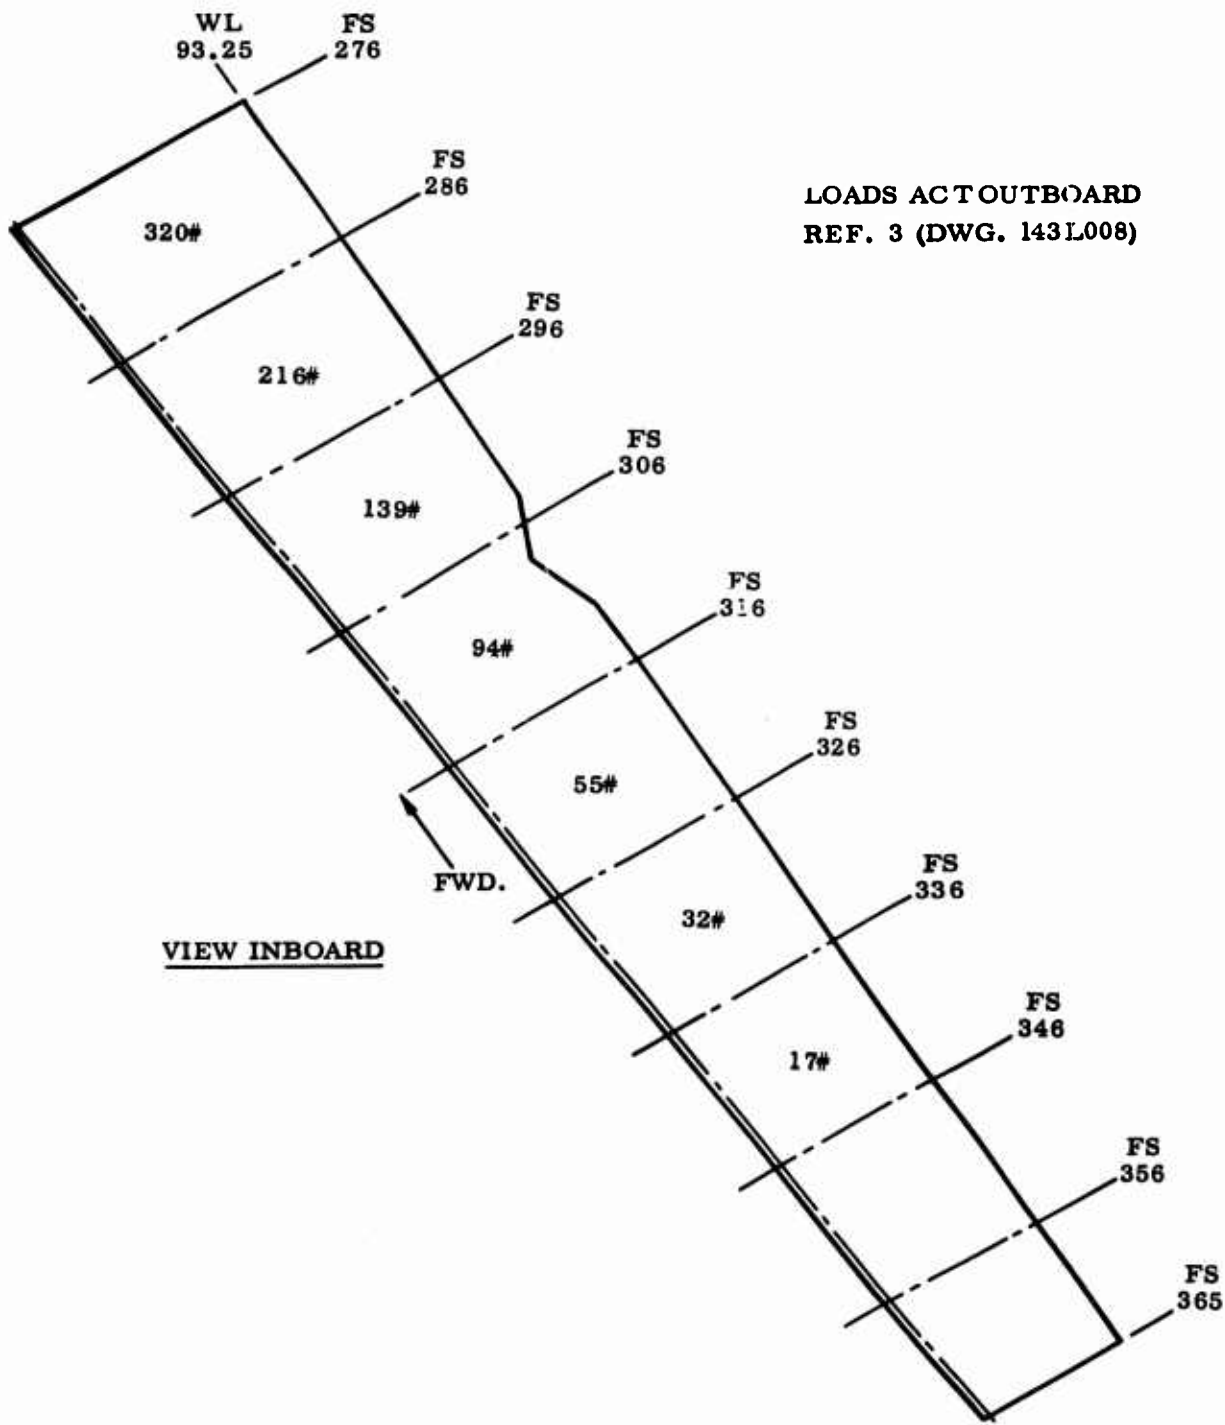 WL
93.25
FS
276
FS
286
LOADS ACT OUTBOARD
REF. 3 (DWG. 143L008)
320#
FS
296
216#
FS
306
139#
FS
316
94#
FS
326
55#
FWD.
FS
336
32#
VIEW INBOARD
FS
346
17#
FS
356
FS
365